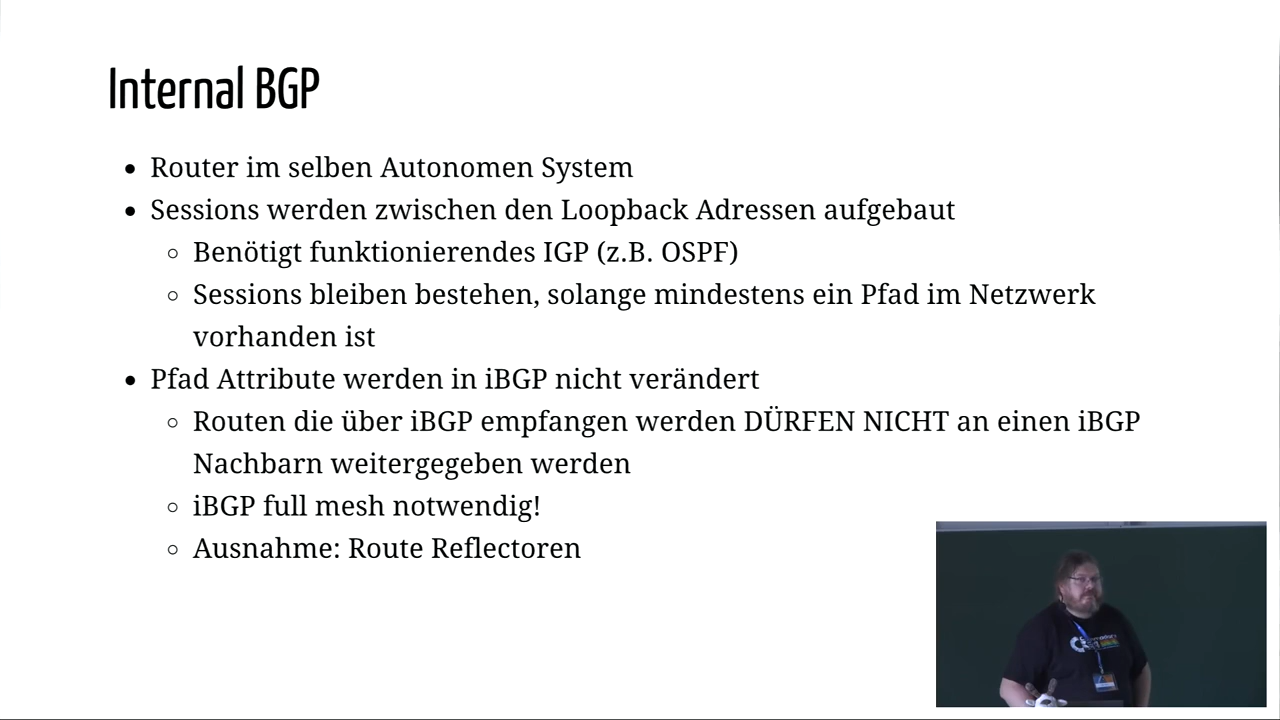 Internal BGP
• Router im selben Autonomen System
• Sessions werden zwischen den Loopback Adressen aufgebaut
○ Benötigt funktionierendes IGP (z.B. OSPF)
○ Sessions bleiben bestehen, solange mindestens ein Pfad im Netzwerk
vorhanden ist
• Pfad Attribute werden in iBGP nicht verändert
○ Routen die über iBGP empfangen werden DÜRFEN NICHT an einen iBGP
Nachbarn weitergegeben werden
○ iBGP full mesh notwendig!
○ Ausnahme: Route Reflectoren